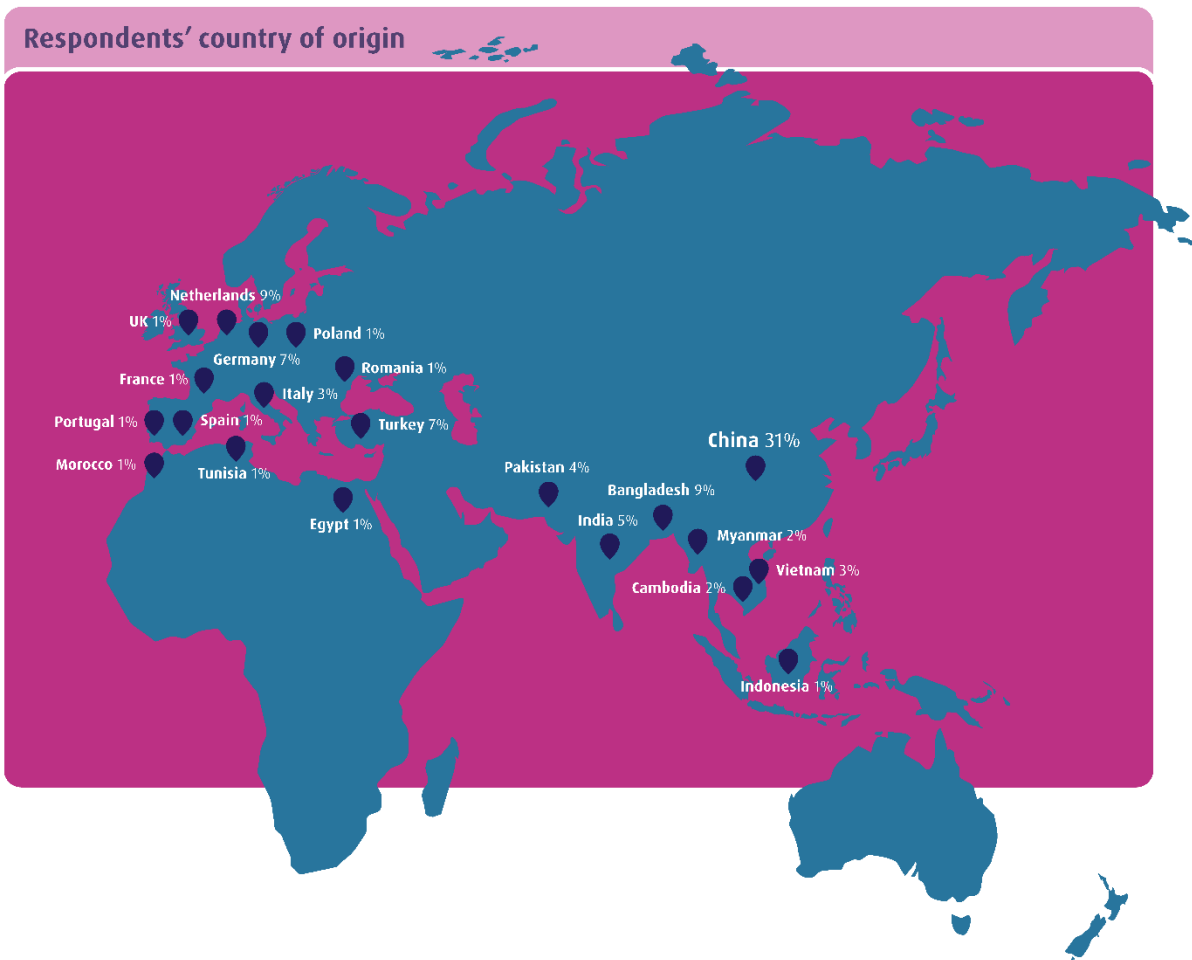 Respondents’ country of origin
Netherlands 9%
UK 1%
Poland 1%
Germany 7%
Romania 1%
France 1%
Italy 3%
Portugal 1%
Spain 1%
Turkey 7%
China 31%
Morocco 1%
Tunisia 1%
Pakistan 4%
Bangladesh 9%
Egypt 1%
India 5%
Myanmar 2%
Vietnam 3%
Cambodia 2%
Indonesia 1%